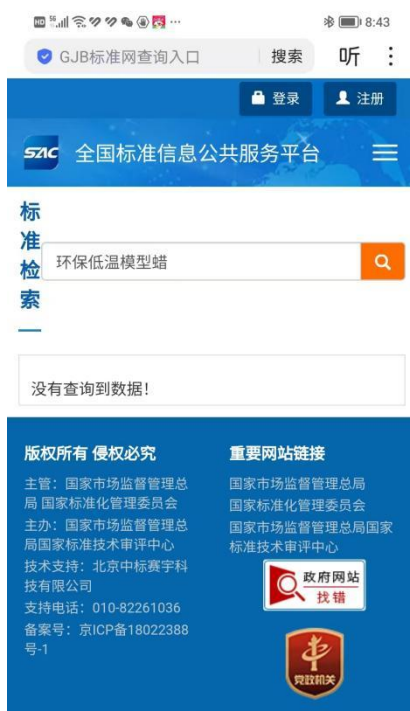 8:43
GJB标准网查询入口
搜索
听
登录
注册
SAC
全国标准信息公共服务平台
标
准
检
索
环保低温模型蜡
没有查询到数据！
版权所有 侵权必究
主管：国家市场监督管理总
局 国家标准化管理委员会
主办：国家市场监督管理总
局国家标准技术审评中心
技术支持：北京中标赛宇科
技有限公司
支持电话：010-82261036
备案号：京ICP备18022388
号-1
重要网站链接
国家市场监督管理总局
国家标准化管理委员会
国家市场监督管理总局国家
标准技术审评中心
政府网站
找错
党政机关